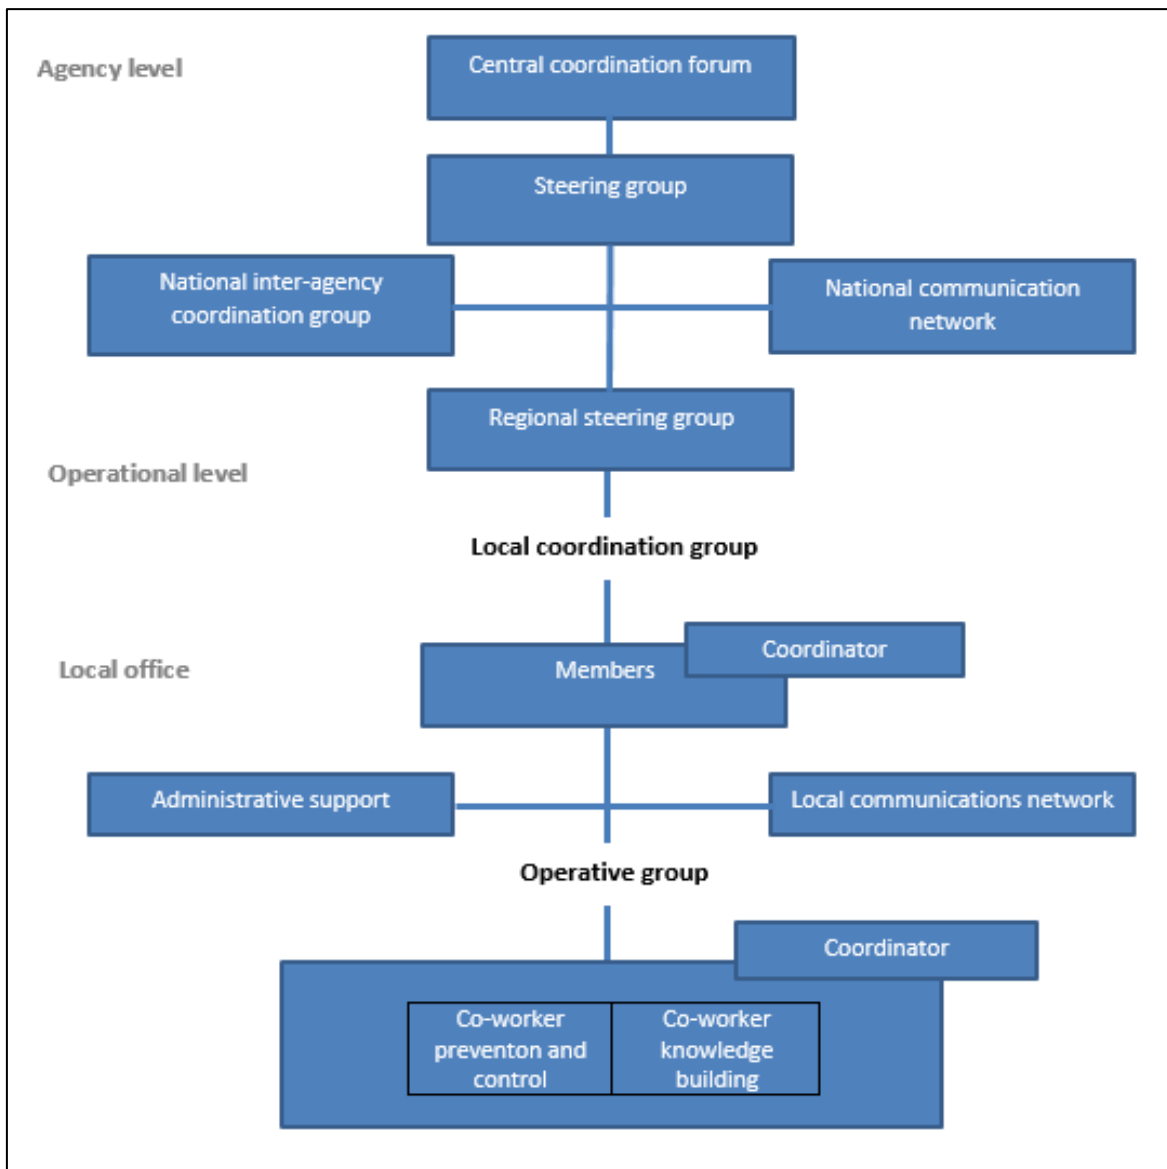 Agency level
Central coordination forum
Steering group
National inter-agency
coordination group
National communication
network
Regional steering group
Operational level
Local coordination group
Coordinator
Members
Local office
Administrative support
Local communications network
Operative group
Coordinator
Co-worker
preventon and
control
Co-worker
knowledge
building